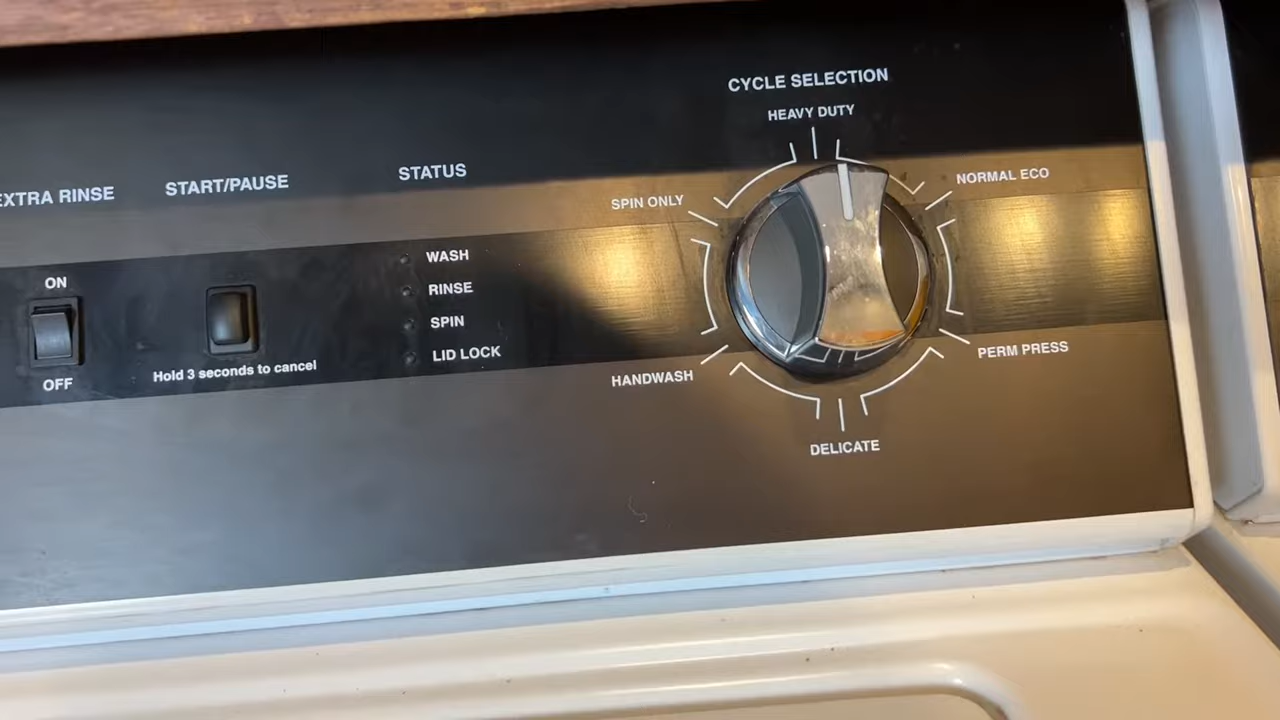 EXTRA RINSE
ON
OFF
START/PAUSE
Hold 3 seconds to cancel
STATUS
WASH
RINSE
SPIN
LID LOCK
CYCLE SELECTION
HEAVY DUTY
NORMAL ECO
PERM PRESS
DELICATE
HANDWASH
SPIN ONLY